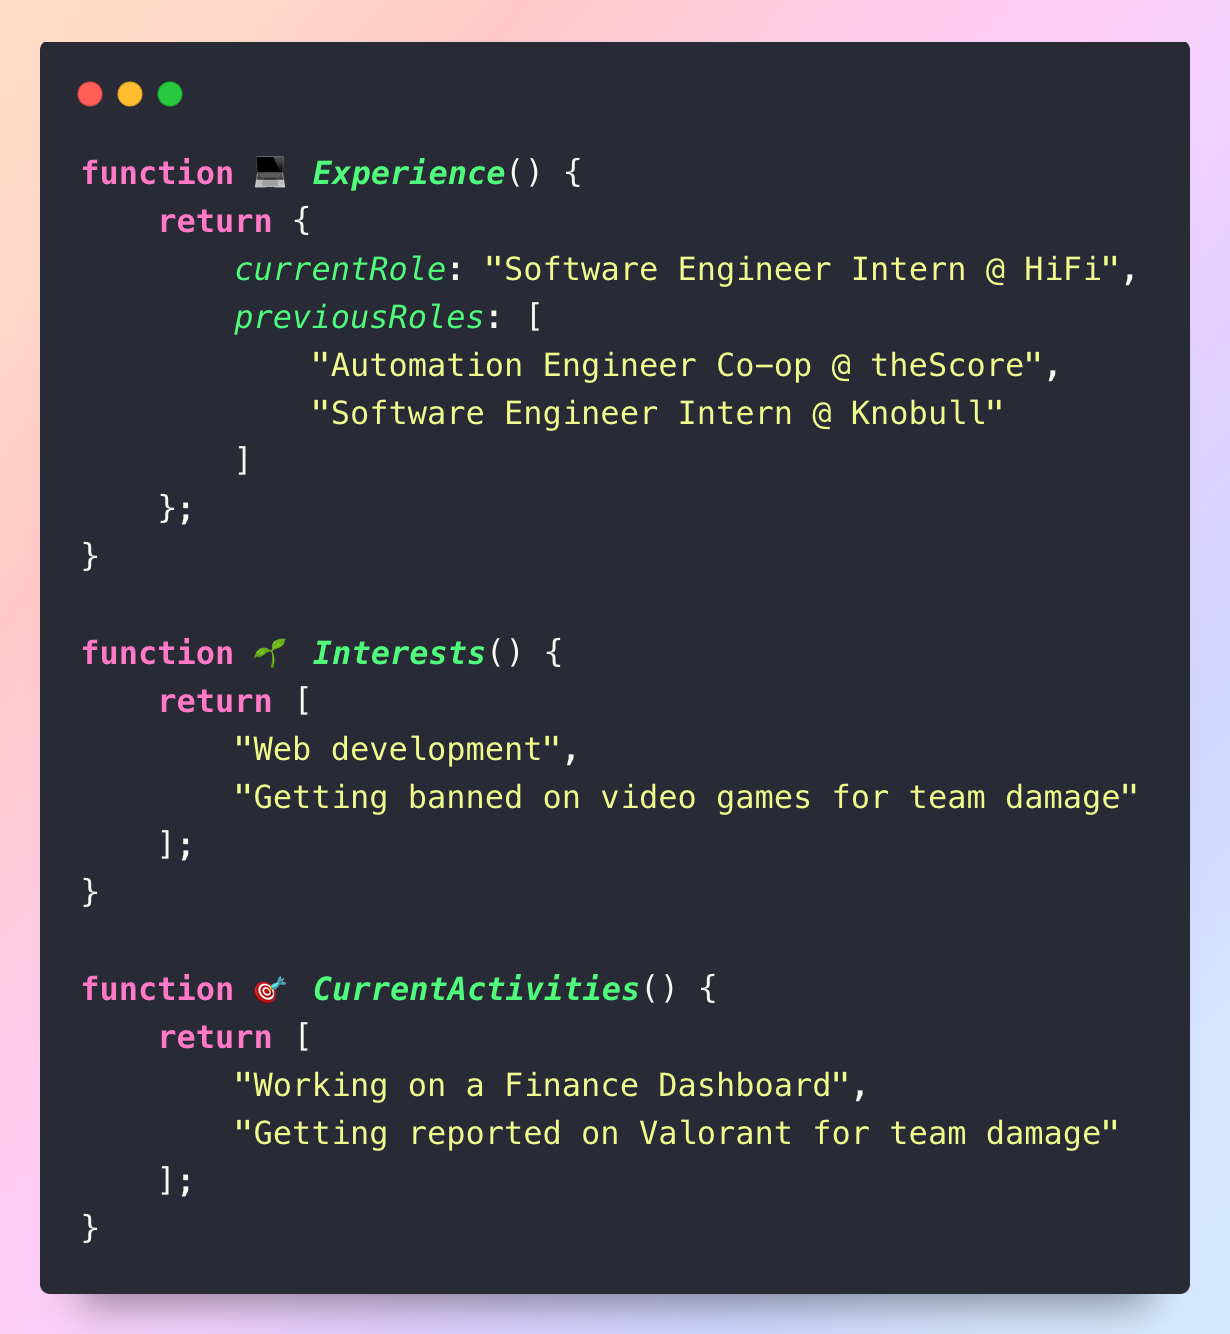 function 💻 Experience() {
    return {
        currentRole: "Software Engineer Intern @ HiFi",
        previousRoles: [
            "Automation Engineer Co-op @ theScore",
            "Software Engineer Intern @ Knobull"
        ]
    };
}

function 🌱 Interests() {
    return [
        "Web development",
        "Getting banned on video games for team damage"
    ];
}

function 🎯 CurrentActivities() {
    return [
        "Working on a Finance Dashboard",
        "Getting reported on Valorant for team damage"
    ];
}